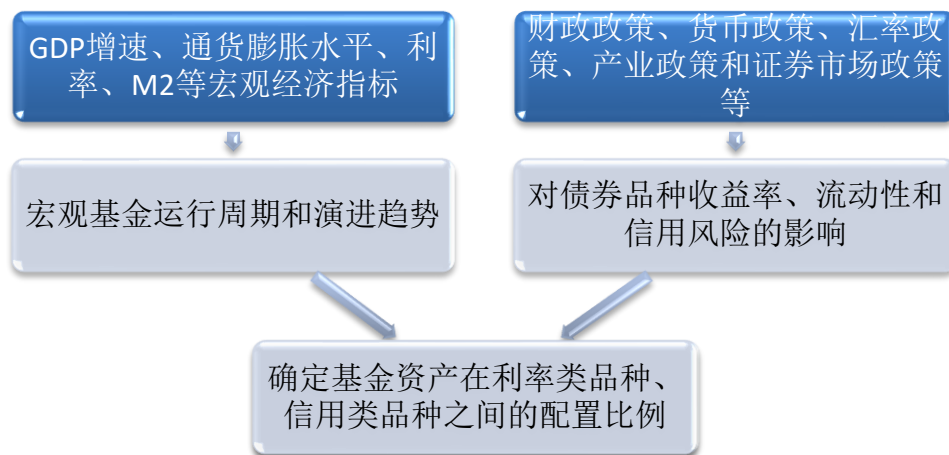 GDP增速、通货膨胀水平、利
率、M2等宏观经济指标
财政政策、货币政策、汇率政
策、产业政策和证券市场政策
等
宏观基金运行周期和演进趋势
对债券品种收益率、流动性和
信用风险的影响
确定基金资产在利率类品种、
信用类品种之间的配置比例